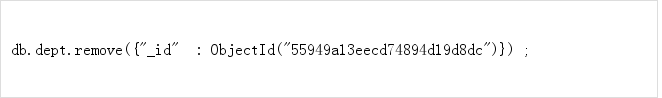 db.dept.remove({"_id" : ObjectId("55949a13eecd74894d19d8dc")}) ;